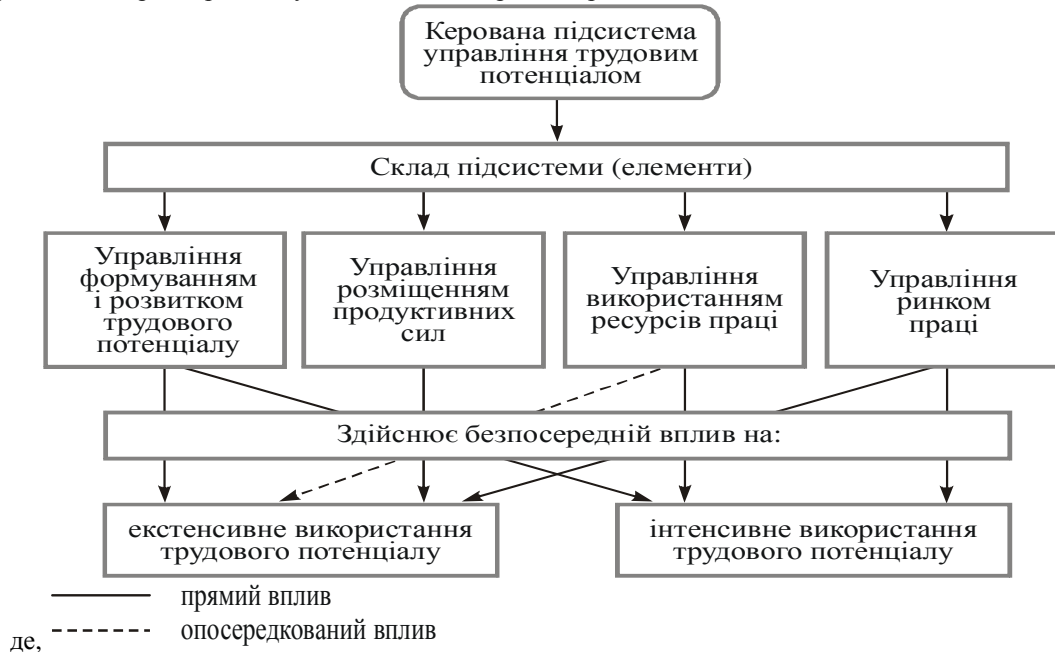 Керована підсистема
управління трудовим
потенціалом
Склад підсистеми (елементи)
Управління
формуванням
і розвитком
трудового
потенціалу
Управління
розміщенням
продуктивних
сил
Управління
використанням
ресурсів праці
Управління
ринком
праці
Здійснює безпосередній вплив на:
екстенсивне використання
трудового потенціалу
інтенсивне використання
трудового потенціалу
прямий вплив
де, опосередкований вплив